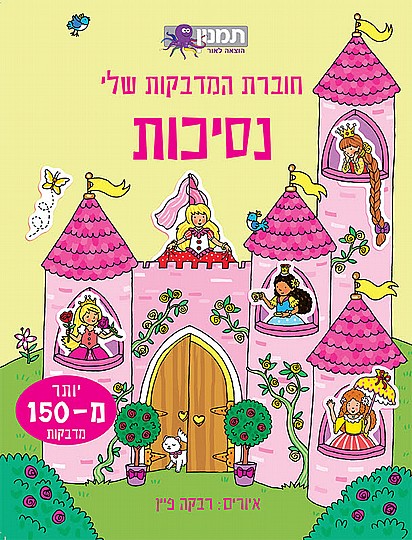 תמנון
הוצאה לאור
חוברת המדבקות שלי
נסיכות
יותר
מ-150
מדבקות
איורים: רבקה פיין